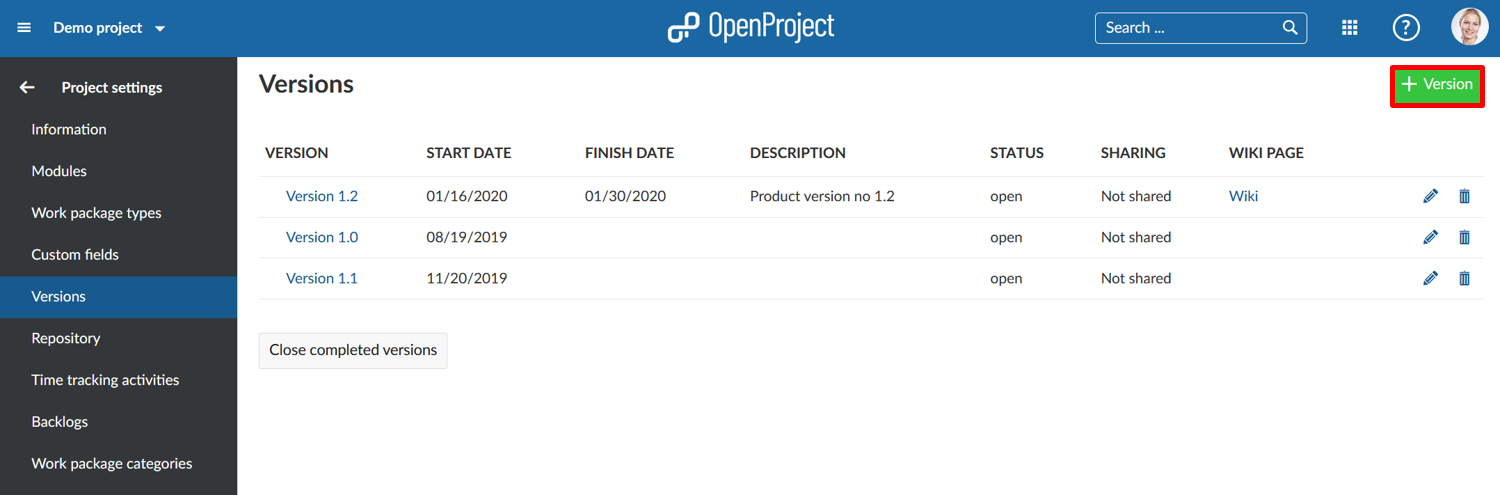 Demo project
OpenProject
Search ...
?
Project settings
Information
Modules
Work package types
Custom fields
Versions
Repository
Time tracking activities
Backlogs
Work package categories
Versions
+ Version
VERSION START DATE FINISH DATE DESCRIPTION STATUS SHARING WIKI PAGE
Version 1.2 01/16/2020 01/30/2020 Product version no 1.2 open Not shared Wiki
Version 1.0 08/19/2019 open Not shared
Version 1.1 11/20/2019 open Not shared
Close completed versions